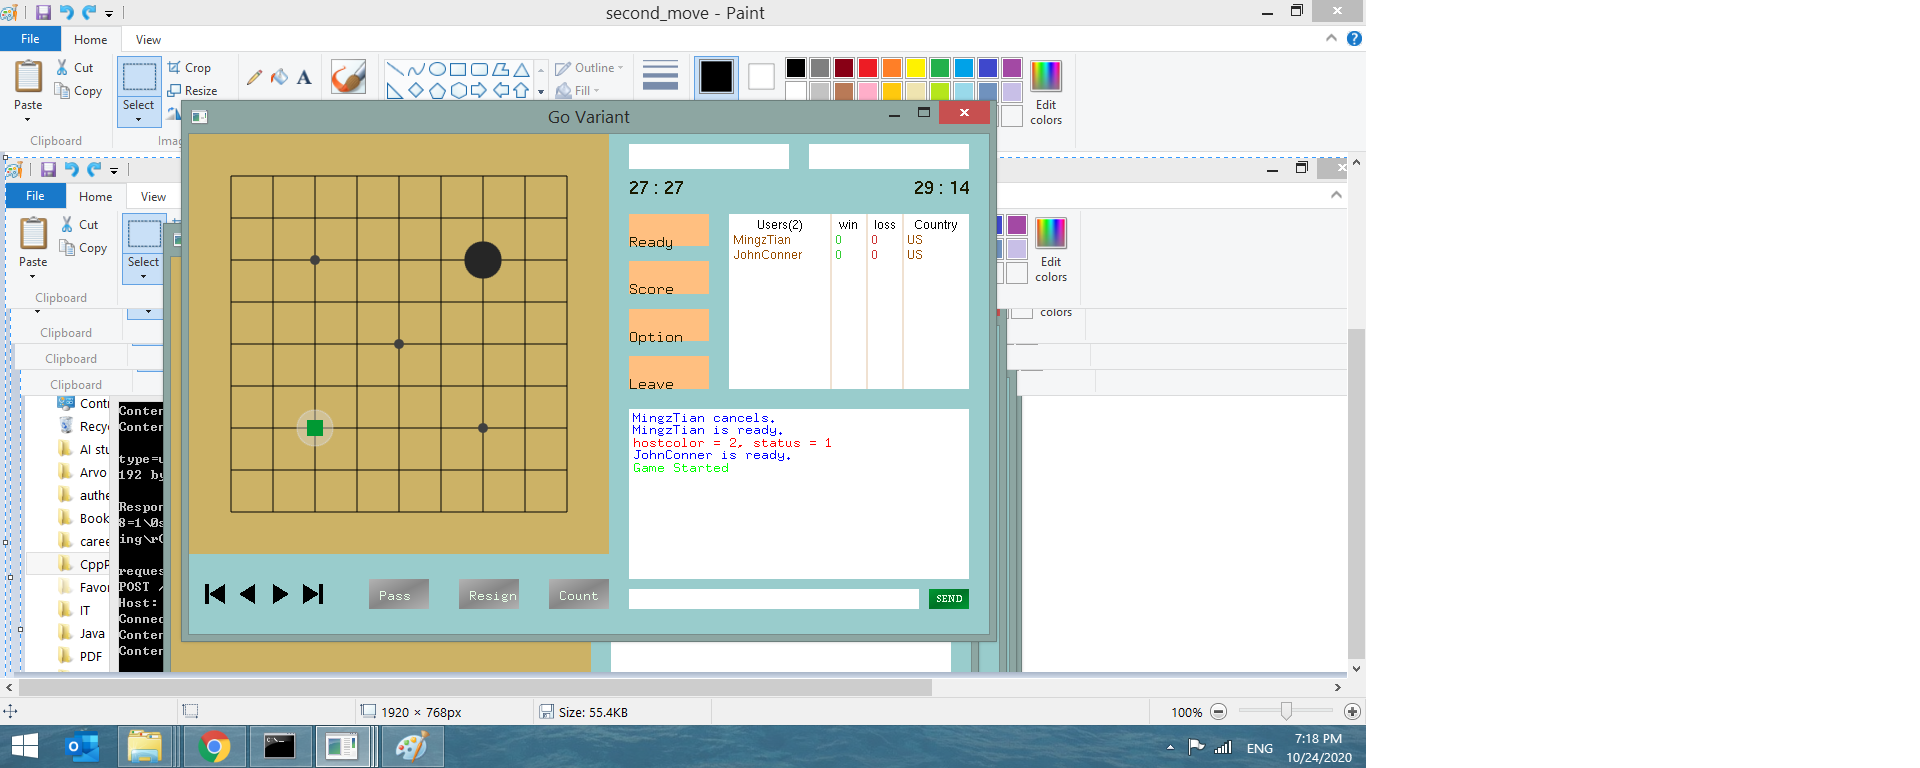 second_move - Paint
File
Home
View
Paste
Cut
Copy
Clipboard
Select
Crop
Resize
Outline
Fill
Edit
colors
Go Variant
27 : 27
29 : 14
Ready
Score
Option
Leave
Users(2) win loss Country
MingzTian 0 0 US
JohnConner 0 0 US
MingzTian cancels.
MingzTian is ready.
hostcolor = 2, status = 1
JohnConner is ready.
Game Started
Pass
Resign
Count
SEND
File
Home
View
Paste
Cut
Copy
Select
Clipboard
Edit
colors
colors
Clipboard
Clipboard
Clipboard
Contr
Recy
AI stu
Arvo
authe
Book
caree
CppP
Favor
IT
Java
PDF
Conter
Conter
type=u
192 by
Respor
8=1\0s
ing\r
reques
POST /
Host:
Connec
Conter
Conter
1920 × 768px
Size: 55.4KB
100%
ENG
7:18 PM
10/24/2020